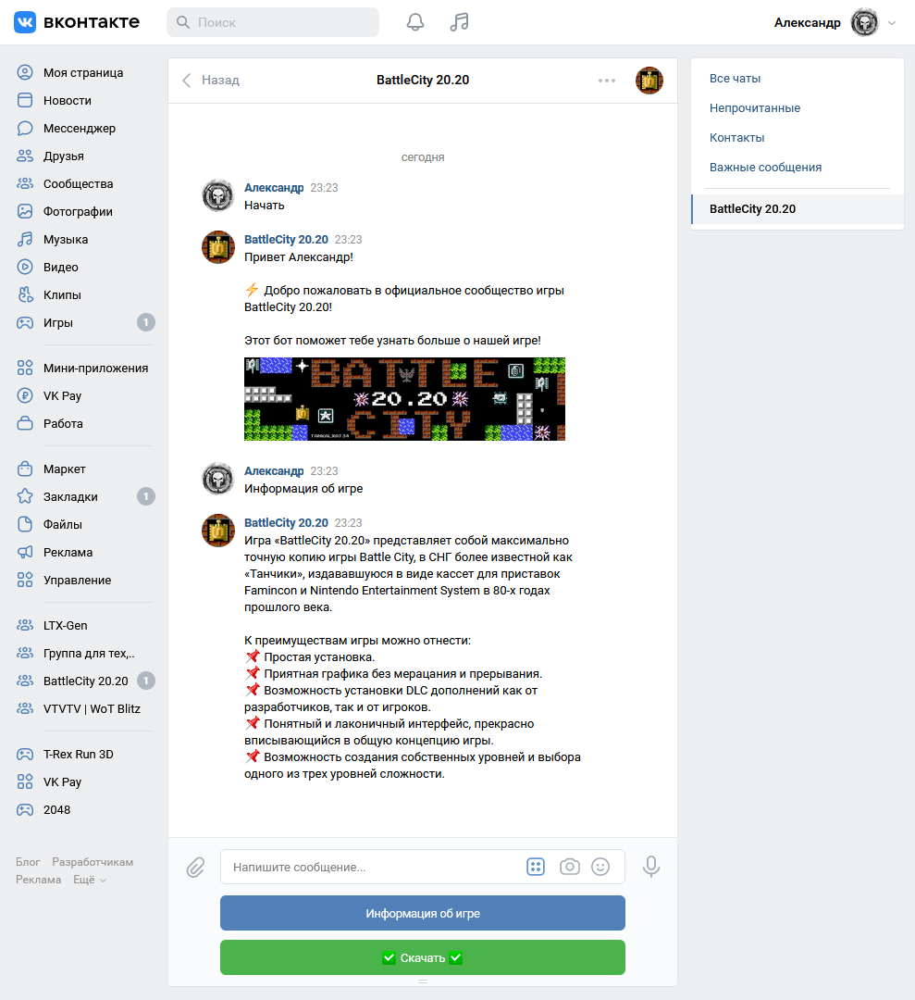 вконтакте
Поиск
Александр
Моя страница
Новости
Мессенджер
Друзья
Сообщества
Фотографии
Музыка
Видео
Клипы
Игры 1
Мини-приложения
VK Pay
Работа
Маркет
Закладки 1
Файлы
Реклама
Управление
LTX-Gen
Группа для тех,..
BattleCity 20.20 1
VTVTV | WoT Blitz
T-Rex Run 3D
VK Pay
2048
Блог Разработчикам
Реклама Ещё
Назад
BattleCity 20.20
сегодня
Александр 23:23
Начать
BattleCity 20.20 23:23
Привет Александр!
⚡ Добро пожаловать в официальное сообщество игры
BattleCity 20.20!
Этот бот поможет тебе узнать больше о нашей игре!
BATTLE
20.20
CITY
TAMKALXAT34
Александр 23:23
Информация об игре
BattleCity 20.20 23:23
Игра «BattleCity 20.20» представляет собой максимально
точную копию игры Battle City, в СНГ более известной как
«Танчики», издававшуюся в виде кассет для приставок
Famincon и Nintendo Entertainment System в 80-х годах
прошлого века.
К преимуществам игры можно отнести:
📌 Простая установка.
📌 Приятная графика без мерацания и прерывания.
📌 Возможность установки DLC дополнений как от
разработчиков, так и от игроков.
📌 Понятный и лаконичный интерфейс, прекрасно
вписывающийся в общую концепцию игры.
📌 Возможность создания собственных уровней и выбора
одного из трех уровней сложности.
Напишите сообщение...
Информация об игре
✅ Скачать ✅
Все чаты
Непрочитанные
Контакты
Важные сообщения
BattleCity 20.20